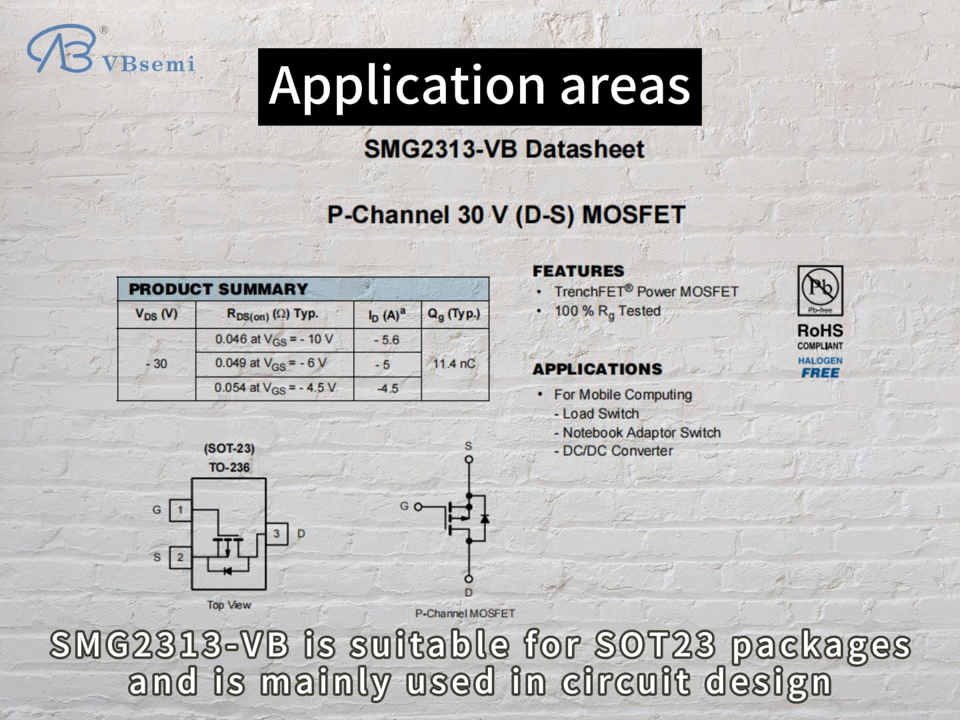 VBsemi®
Application areas
SMG2313-VB Datasheet
P-Channel 30 V (D-S) MOSFET
PRODUCT SUMMARY
VDS (V) RDS(on) (Ω) Typ. ID (A)a Qg (Typ.)
- 30 0.046 at VGS = - 10 V - 5.6 11.4 nC
0.049 at VGS = - 6 V - 5
0.054 at VGS = - 4.5 V -4.5
FEATURES
• TrenchFET® Power MOSFET
• 100 % Rg Tested
Pb
Pb-free
RoHS
COMPLIANT
HALOGEN
FREE
APPLICATIONS
• For Mobile Computing
- Load Switch
- Notebook Adaptor Switch
- DC/DC Converter
(SOT-23)
TO-236
G 1
S 2
3 D
Top View
S
G
D
P-Channel MOSFET
SMG2313-VB is suitable for SOT23 packages
and is mainly used in circuit design